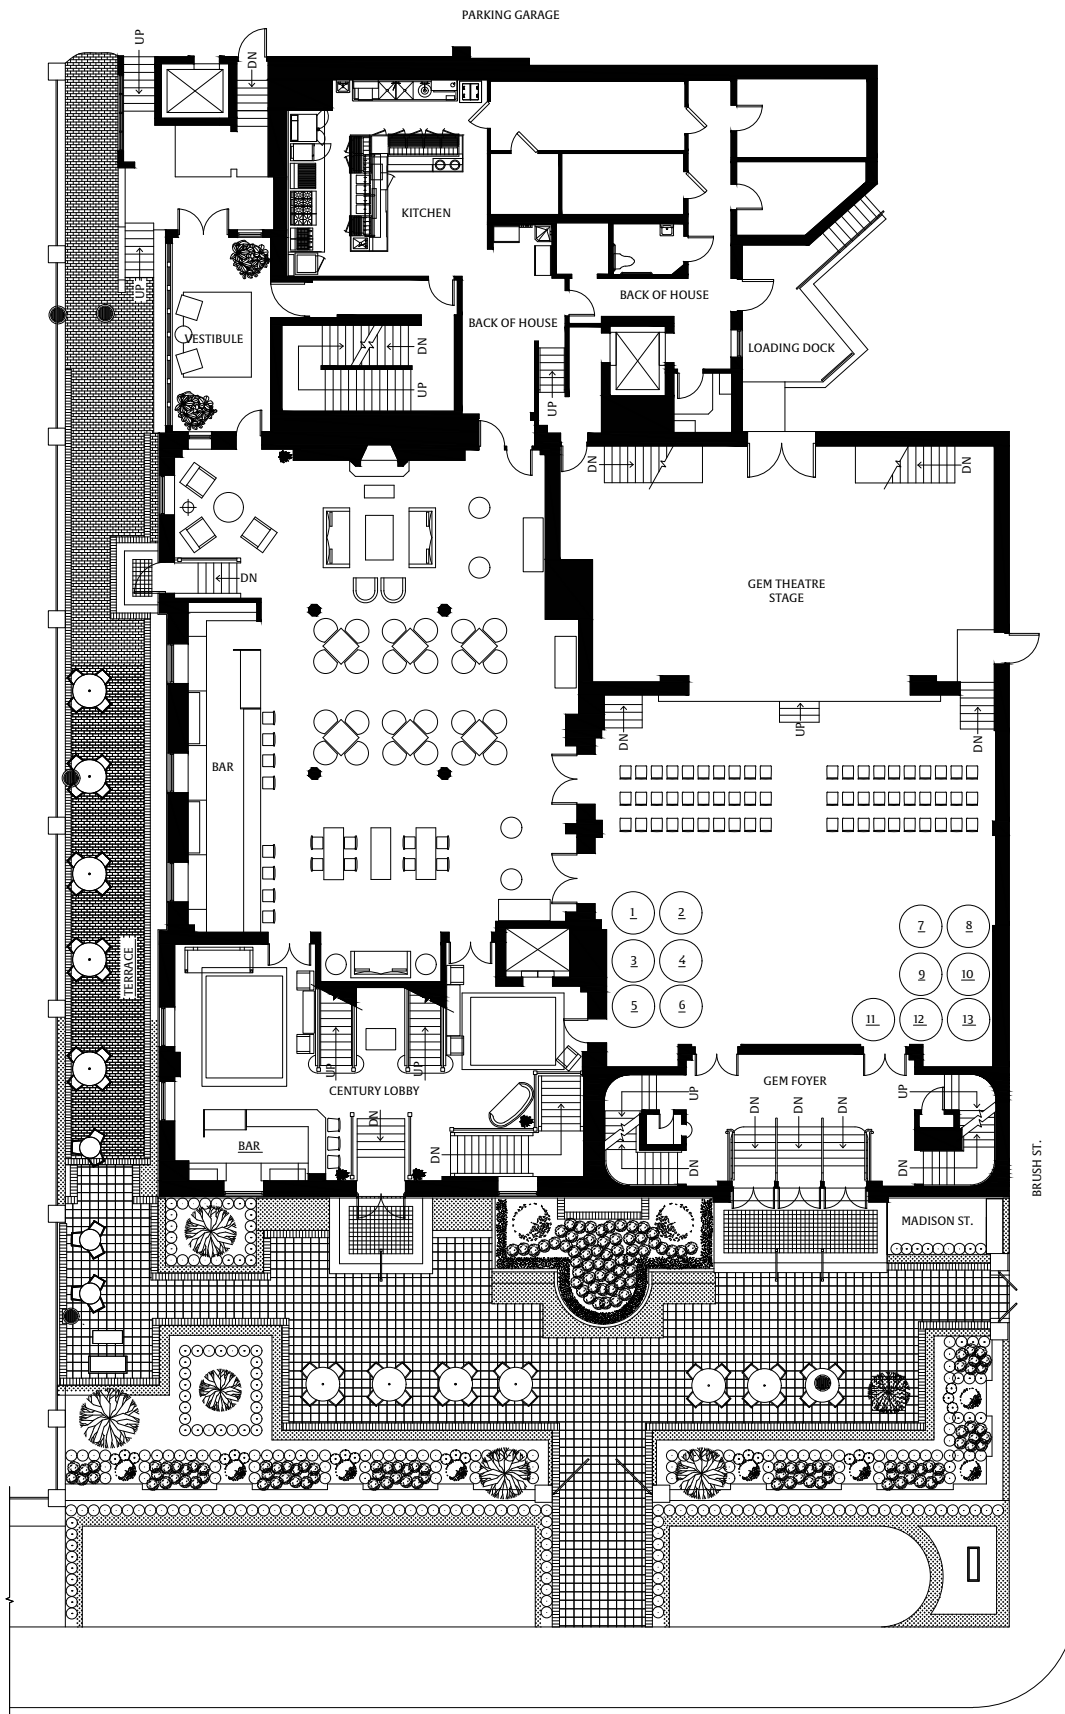 PARKING GARAGE
UP
DN
KITCHEN
UP
VESTIBULE
BACK OF HOUSE
BACK OF HOUSE
LOADING DOCK
DN
UP
UP
DN
DN
DN
GEM THEATRE
STAGE
DN
UP
DN
BAR
1
2
7
8
3
4
9
10
5
6
11
12
13
TERRACE
UP
UP
CENTURY LOBBY
GEM FOYER
UP
UP
DN
DN
DN
DN
BAR
DN
DN
DN
BRUSH ST.
MADISON ST.